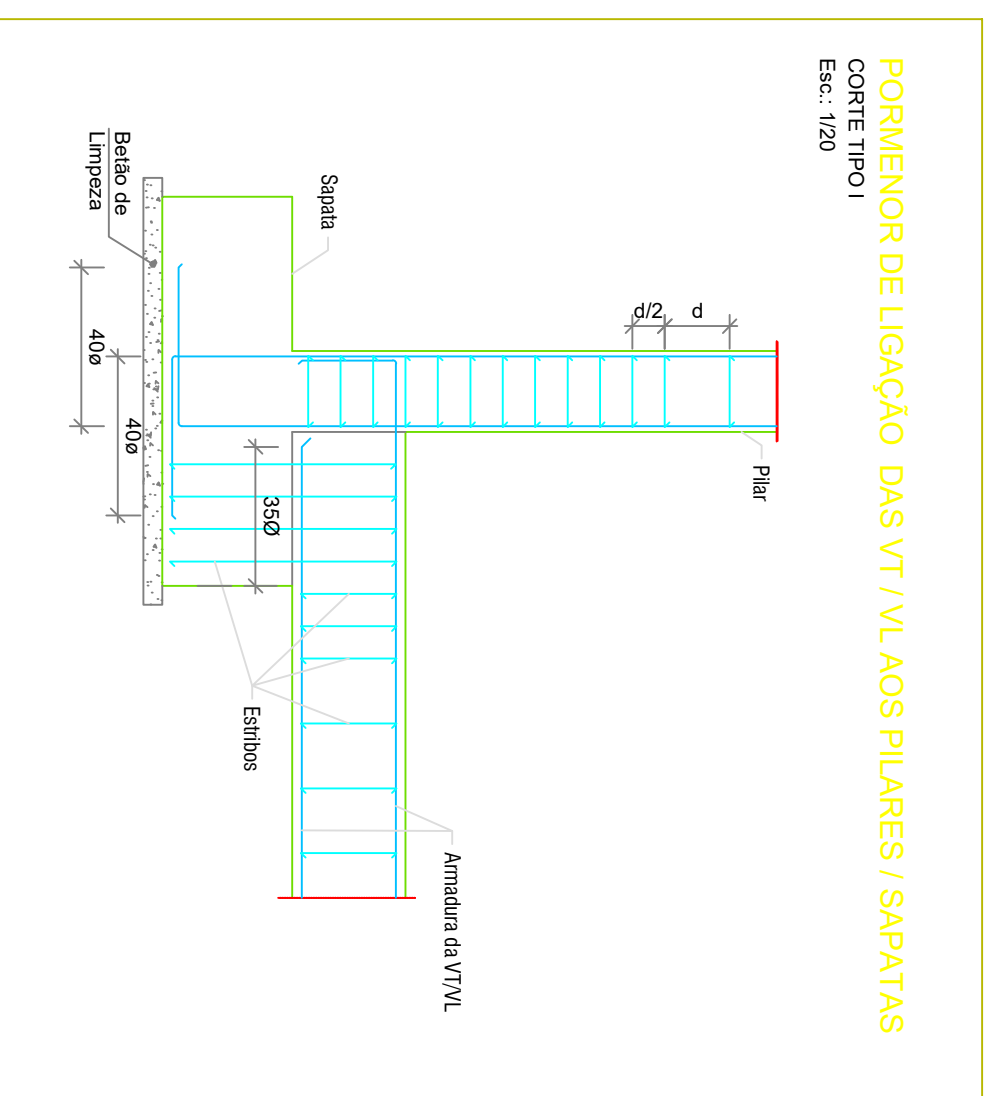 PORMENOR DE LIGAÇÃO DAS VT / VL AOS PILARES / SAPATAS
CORTE TIPO I
Esc.: 1/20
d/2
d
Pilar
Sapata
Betão de
Limpeza
40ø
40ø
35Ø
Estribos
Armadura da VT/VL